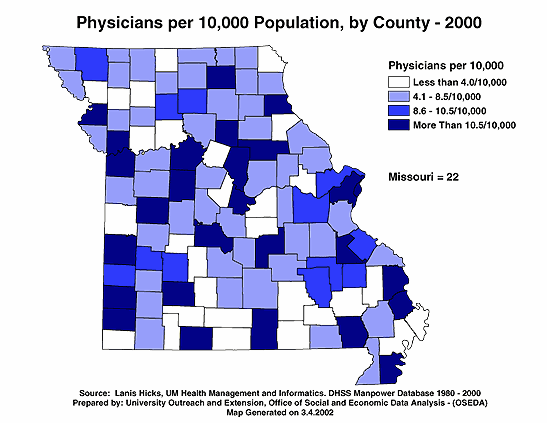 Physicians per 10,000 Population, by County - 2000
Physicians per 10,000
Less than 4.0/10,000
4.1 - 8.5/10,000
8.6 - 10.5/10,000
More Than 10.5/10,000
Missouri = 22
Source: Lanis Hicks, UM Health Management and Informatics. DHSS Manpower Database 1980 - 2000
Prepared by: University Outreach and Extension, Office of Social and Economic Data Analysis - (OSEDA)
Map Generated on 3.4.2002